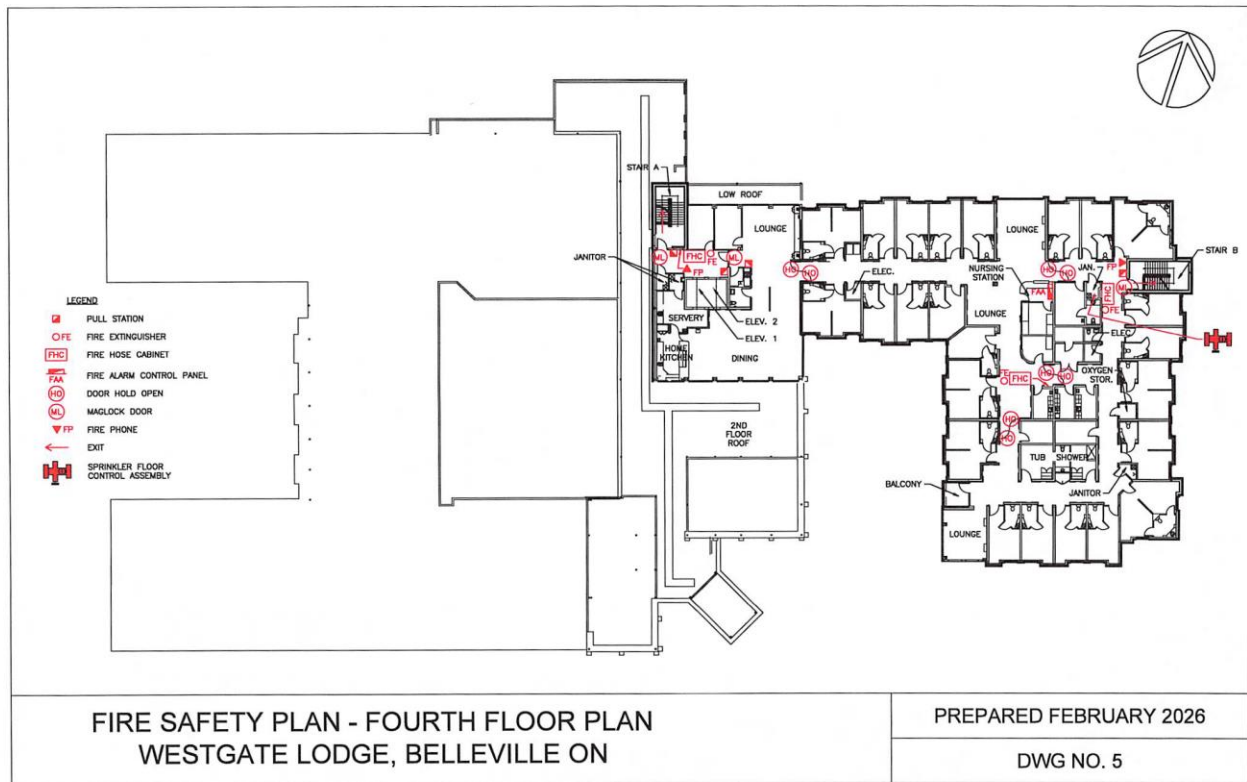 STAIR A
LOW ROOF
LOUNGE
ML
FHC
FE
ML
FP
JANITOR
HO
HO
ELEC.
SERVERY
ELEV. 2
ELEV. 1
HOME
KITCHEN
DINING
LOUNGE
NURSING
STATION
FAA
LOUNGE
HO
HO
JAN.
FP
STAIR B
ML
FHC
FE
ELEC
HO
HO
OXYGEN
STOR.
FE
FHC
HO
HO
TUB
SHOWER
BALCONY
JANITOR
LOUNGE
2ND
FLOOR
ROOF
LEGEND
PULL STATION
FE FIRE EXTINGUISHER
FHC FIRE HOSE CABINET
FAA FIRE ALARM CONTROL PANEL
HO DOOR HOLD OPEN
ML MAGLOCK DOOR
FP FIRE PHONE
EXIT
SPRINKLER FLOOR
CONTROL ASSEMBLY
FIRE SAFETY PLAN - FOURTH FLOOR PLAN
WESTGATE LODGE, BELLEVILLE ON
PREPARED FEBRUARY 2026
DWG NO. 5